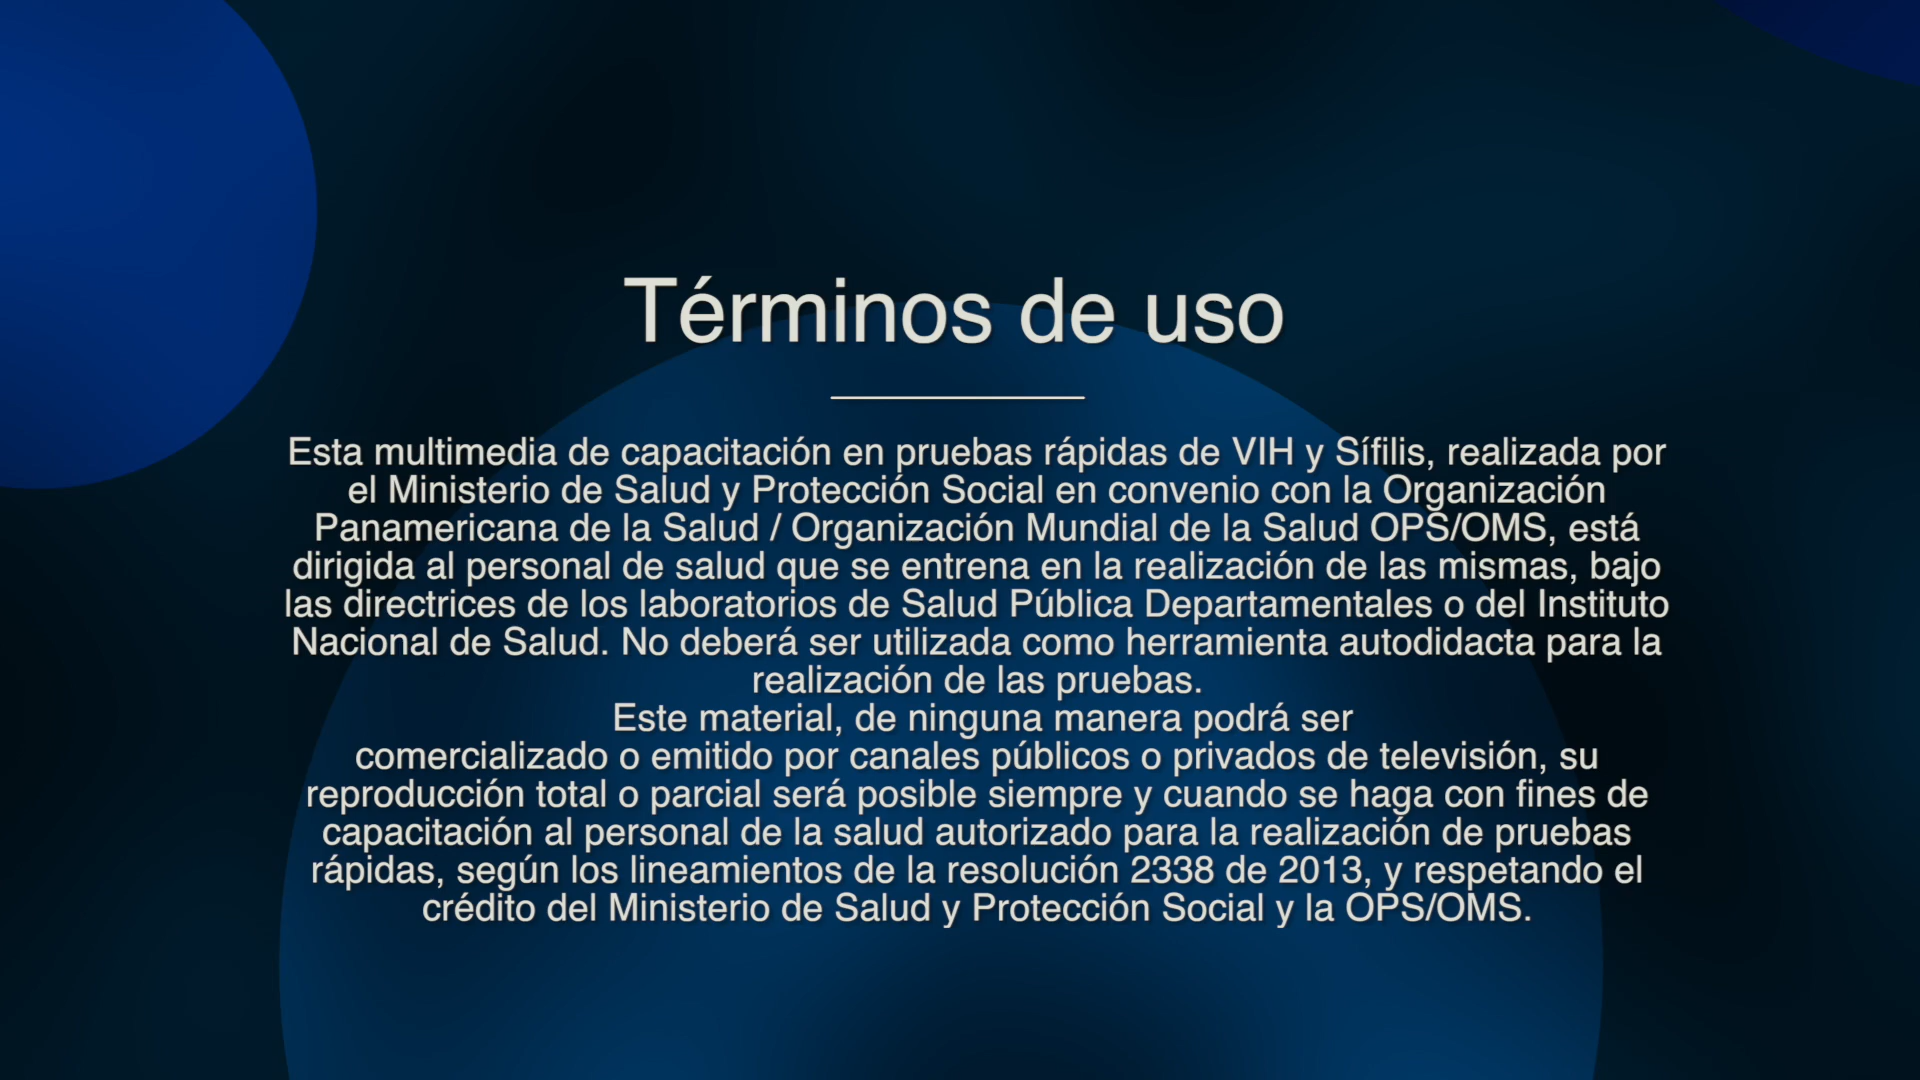 Términos de uso
Esta multimedia de capacitación en pruebas rápidas de VIH y Sífilis, realizada por
el Ministerio de Salud y Protección Social en convenio con la Organización
Panamericana de la Salud / Organización Mundial de la Salud OPS/OMS, está
dirigida al personal de salud que se entrena en la realización de las mismas, bajo
las directrices de los laboratorios de Salud Pública Departamentales o del Instituto
Nacional de Salud. No deberá ser utilizada como herramienta autodidacta para la
realización de las pruebas.
Este material, de ninguna manera podrá ser
comercializado o emitido por canales públicos o privados de televisión, su
reproducción total o parcial será posible siempre y cuando se haga con fines de
capacitación al personal de la salud autorizado para la realización de pruebas
rápidas, según los lineamientos de la resolución 2338 de 2013, y respetando el
crédito del Ministerio de Salud y Protección Social y la OPS/OMS.